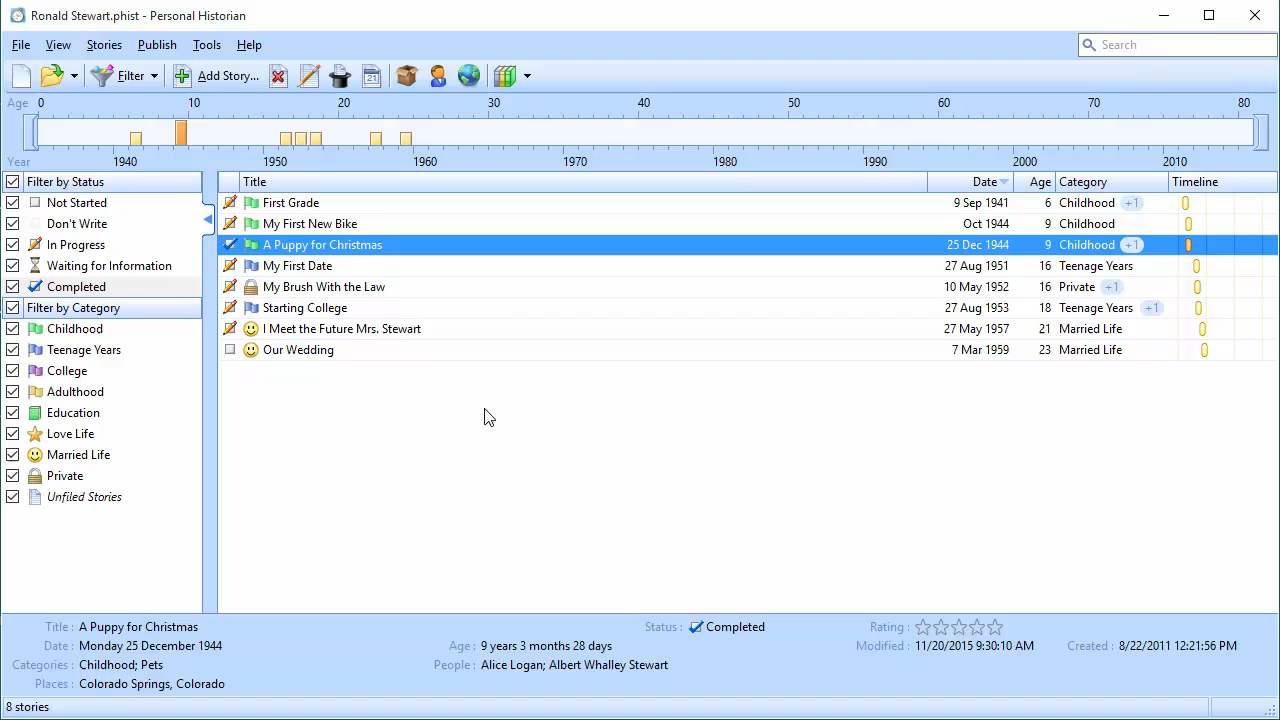 Ronald Stewart.phist - Personal Historian
File View Stories Publish Tools Help Search
Filter Add Story...
Age 0 10 20 30 40 50 60 70 80
Year 1940 1950 1960 1970 1980 1990 2000 2010
Filter by Status
Not Started
Don't Write
In Progress
Waiting for Information
Completed
Filter by Category
Childhood
Teenage Years
College
Adulthood
Education
Love Life
Married Life
Private
Unfiled Stories
Title Date Age Category Timeline
First Grade 9 Sep 1941 6 Childhood +1
My First New Bike Oct 1944 9 Childhood
A Puppy for Christmas 25 Dec 1944 9 Childhood +1
My First Date 27 Aug 1951 16 Teenage Years
My Brush With the Law 10 May 1952 16 Private +1
Starting College 27 Aug 1953 18 Teenage Years +1
I Meet the Future Mrs. Stewart 27 May 1957 21 Married Life
Our Wedding 7 Mar 1959 23 Married Life
Title : A Puppy for Christmas Status : Completed Rating :
Date : Monday 25 December 1944 Age : 9 years 3 months 28 days Modified : 11/20/2015 9:30:10 AM Created : 8/22/2011 12:21:56 PM
Categories : Childhood; Pets People : Alice Logan; Albert Whalley Stewart
Places : Colorado Springs, Colorado
8 stories